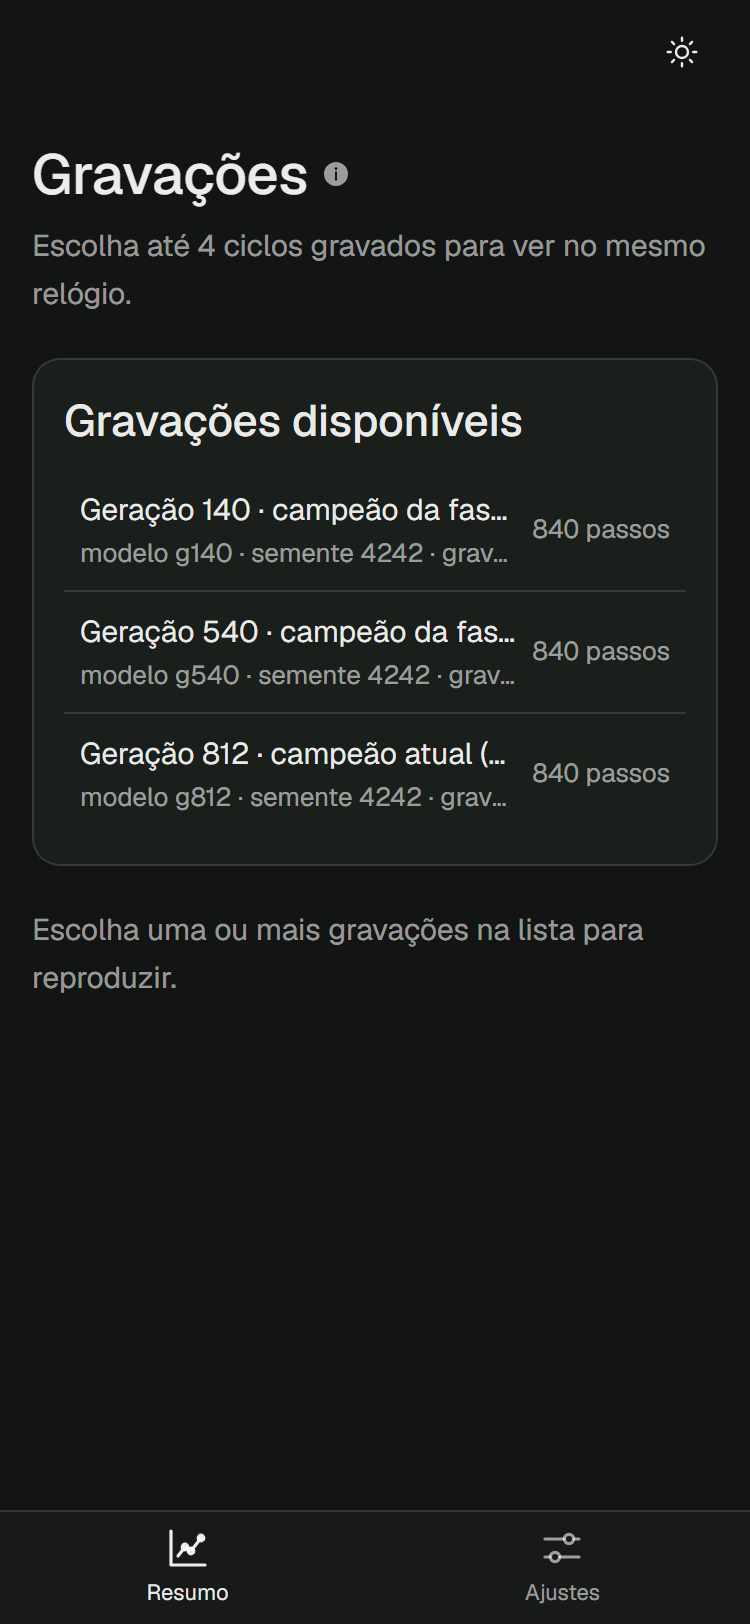 Gravações
Escolha até 4 ciclos gravados para ver no mesmo
relógio.
Gravações disponíveis
Geração 140 · campeão da fas...
840 passos
modelo g140 · semente 4242 · grav...
Geração 540 · campeão da fas...
840 passos
modelo g540 · semente 4242 · grav...
Geração 812 · campeão atual (...
840 passos
modelo g812 · semente 4242 · grav...
Escolha uma ou mais gravações na lista para
reproduzir.
Resumo
Ajustes